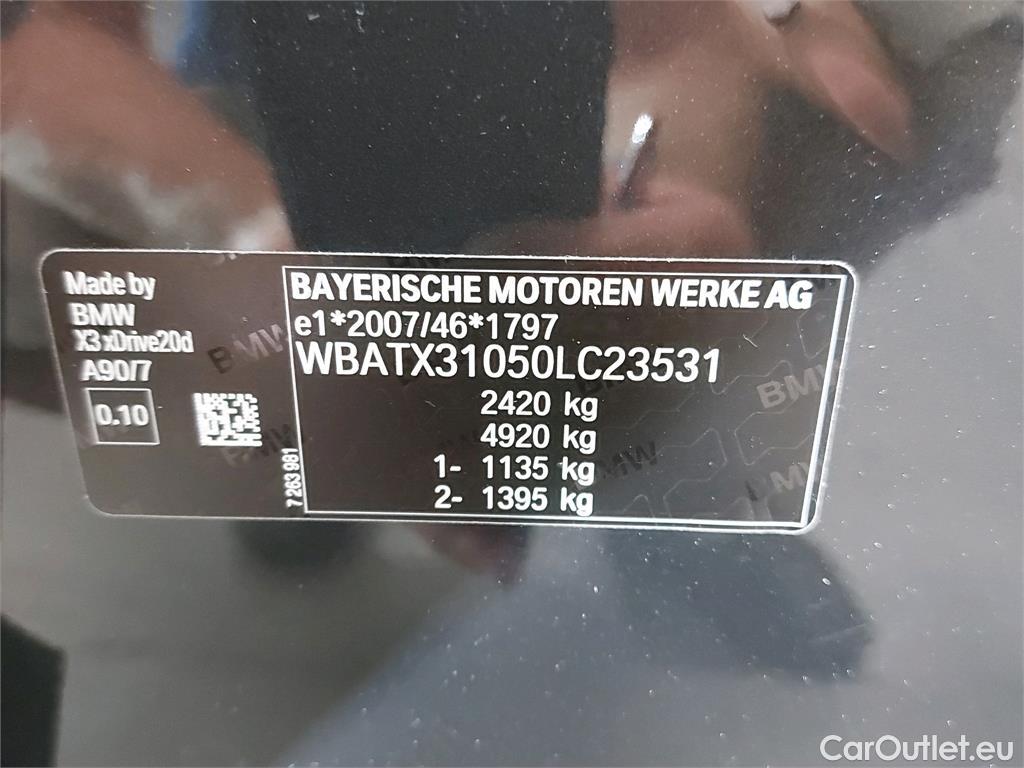 Made by
BMW
X3 xDrive20d
A90/7
0.10
7 263 981
BAYERISCHE MOTOREN WERKE AG
e1*2007/46*1797
WBATX31050LC23531
2420 kg
4920 kg
1- 1135 kg
2- 1395 kg
BMW
BMW
BMW
CarOutlet.eu